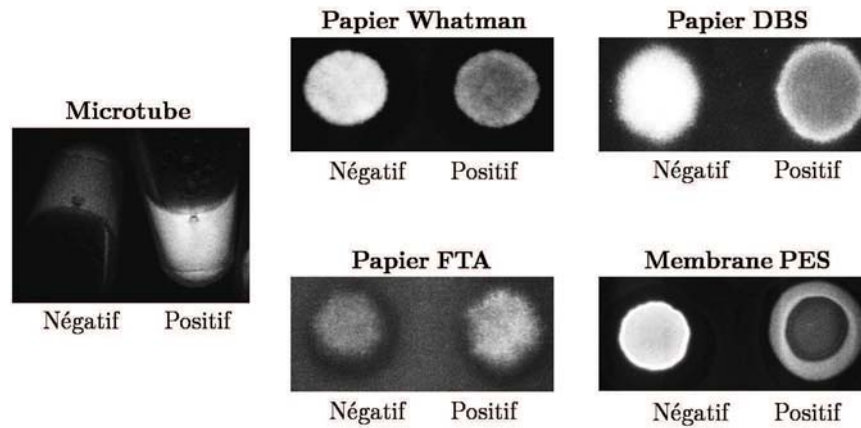 Papier Whatman
Papier DBS
Microtube
Négatif Positif
Négatif Positif
Papier FTA
Membrane PES
Négatif Positif
Négatif Positif
Négatif Positif